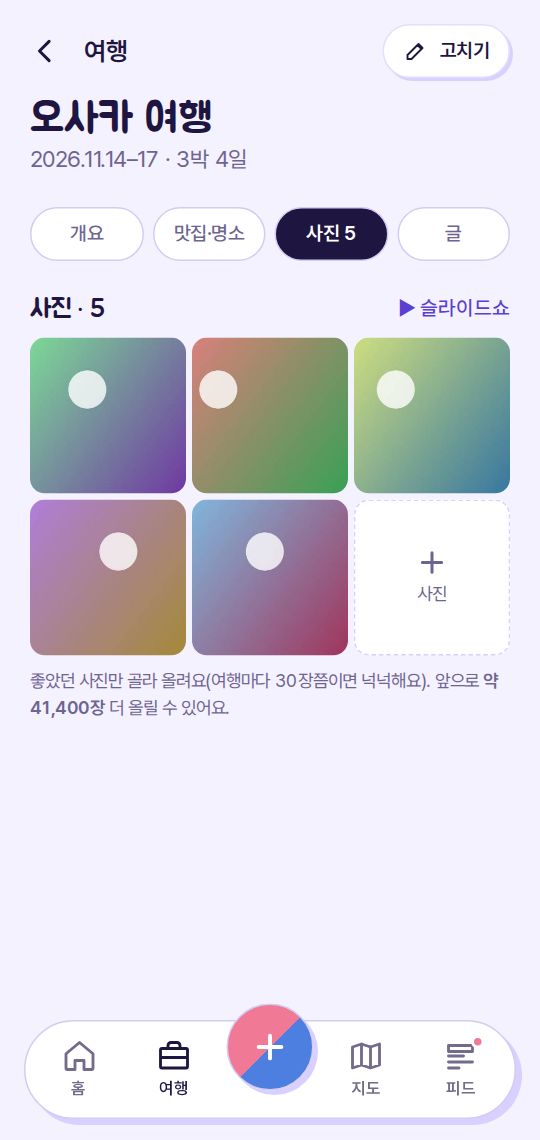 여행
고치기
오사카 여행
2026.11.14–17 · 3박 4일
개요
맛집·명소
사진 5
글
사진 · 5
▶ 슬라이드쇼
사진
좋았던 사진만 골라 올려요(여행마다 30장쯤이면 넉넉해요). 앞으로 약
41,400장 더 올릴 수 있어요.
홈
여행
지도
피드